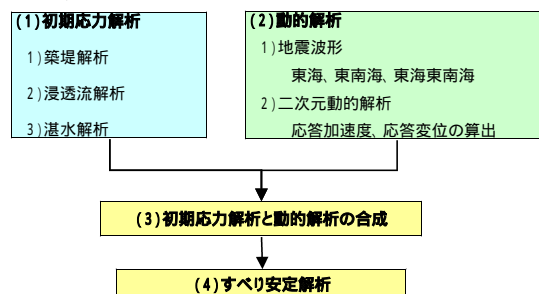 (1)初期応力解析
1)築堤解析
2)浸透流解析
3)湛水解析
(2)動的解析
1)地震波形
東海、東南海、東海東南海
2)二次元動的解析
応答加速度、応答変位の算出
(3)初期応力解析と動的解析の合成
(4)すべり安定解析